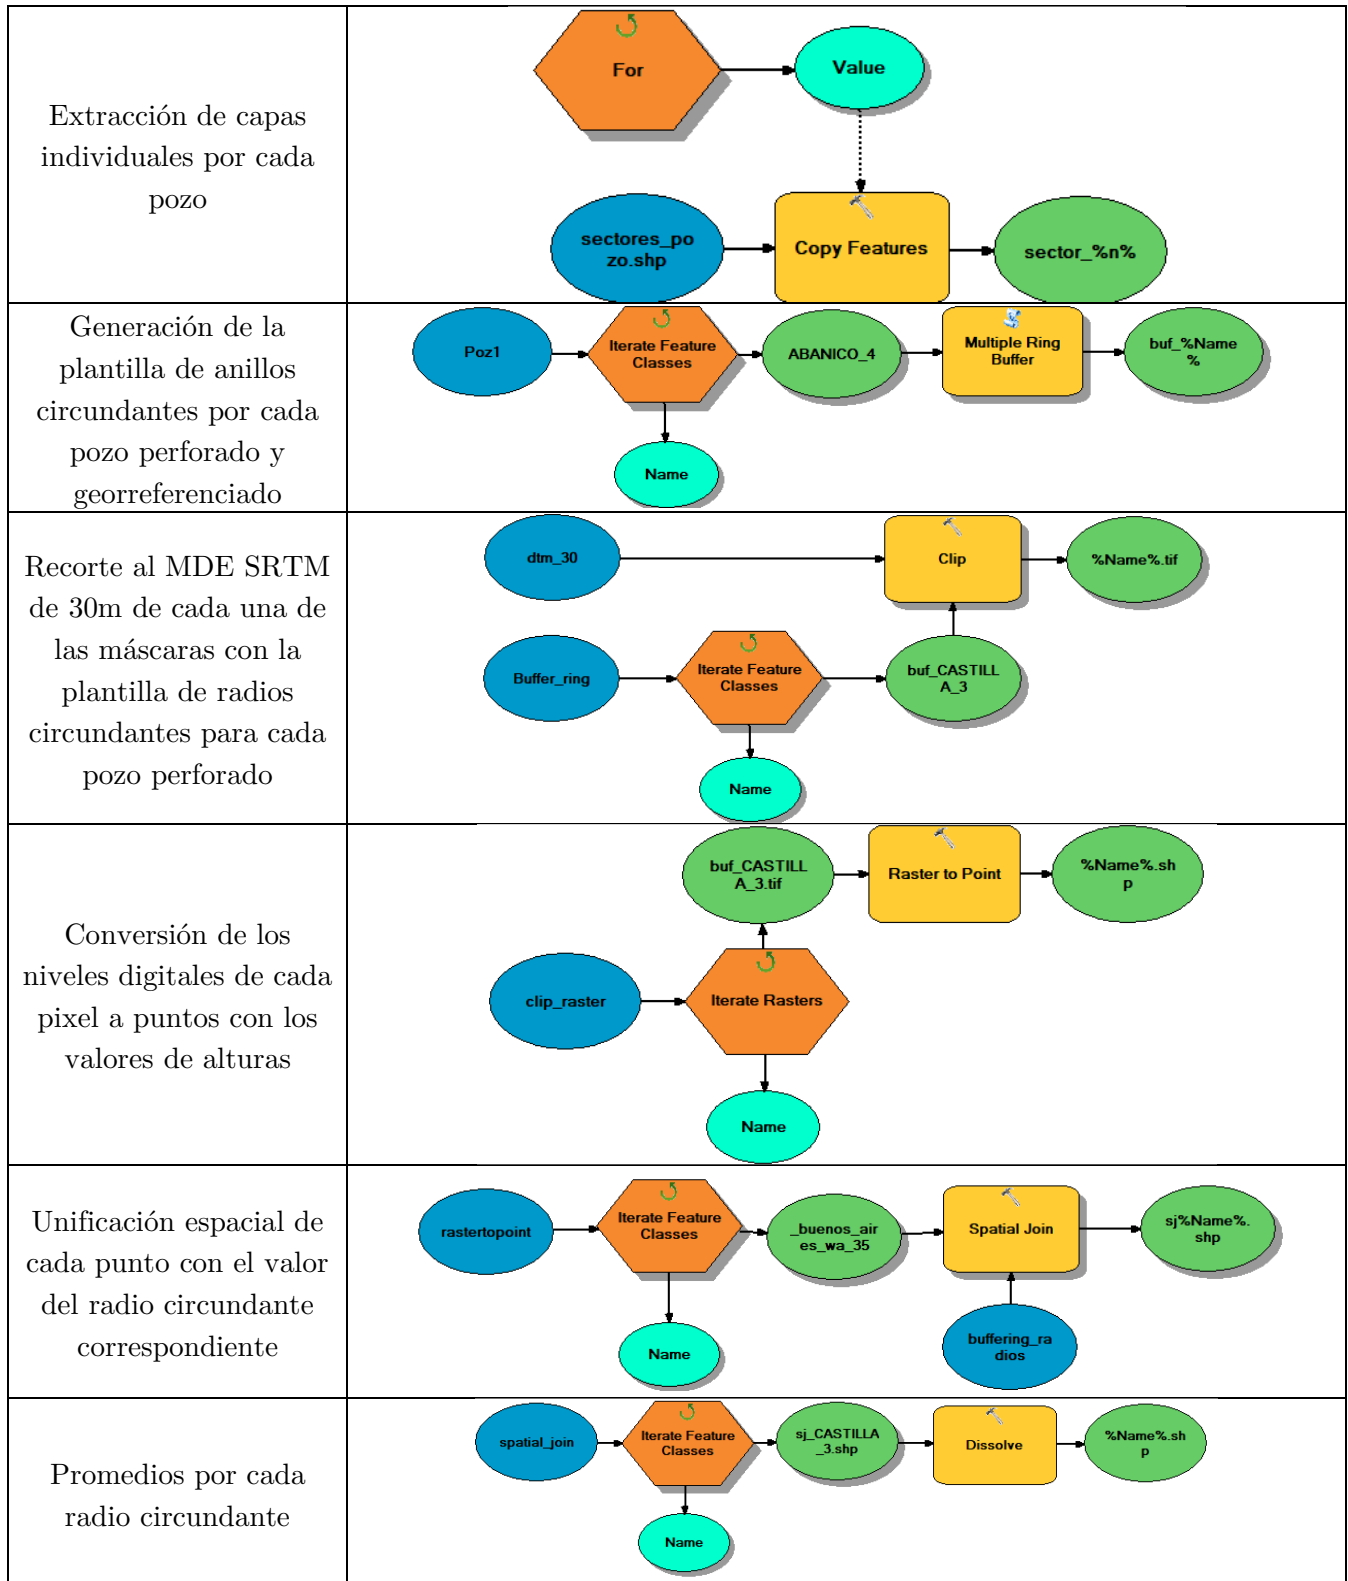 Extracción de capas
individuales por cada
pozo
For
Value
sectores_po
zo.shp
Copy Features
sector_%n%
Generación de la
plantilla de anillos
circundantes por cada
pozo perforado y
georreferenciado
Poz1
Iterate Feature
Classes
ABANICO_4
Multiple Ring
Buffer
buf_%Name
%
Name
Recorte al MDE SRTM
de 30m de cada una de
las máscaras con la
plantilla de radios
circundantes para cada
pozo perforado
dtm_30
Clip
%Name%.tif
Buffer_ring
Iterate Feature
Classes
buf_CASTILL
A_3
Name
Conversión de los
niveles digitales de cada
pixel a puntos con los
valores de alturas
buf_CASTILL
A_3.tif
Raster to Point
%Name%.sh
p
clip_raster
Iterate Rasters
Name
Unificación espacial de
cada punto con el valor
del radio circundante
correspondiente
rastertopoint
Iterate Feature
Classes
_buenos_air
es_wa_35
Spatial Join
sj%Name%.
shp
Name
buffering_ra
dios
Promedios por cada
radio circundante
spatial_join
Iterate Feature
Classes
sj_CASTILLA
_3.shp
Dissolve
%Name%.sh
p
Name